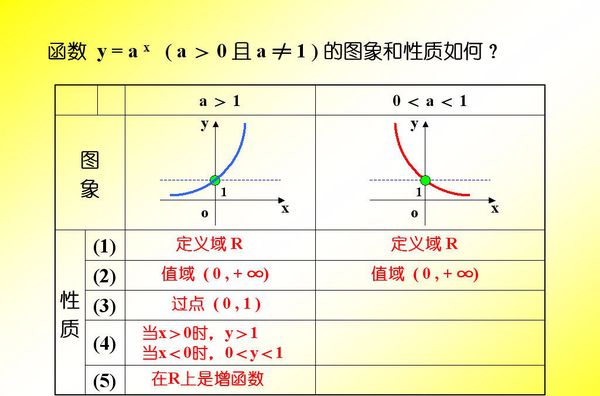 函数 y = a x ( a > 0 且 a ≠ 1 ) 的图象和性质如何？
a > 1
0 < a < 1
图象
y
1
o
x
y
1
o
x
性质
(1)
定义域 R
定义域 R
(2)
值域 ( 0 , + ∞)
值域 ( 0 , + ∞)
(3)
过点 ( 0 , 1 )
(4)
当x>0时，y>1
当x<0时，0<y<1
(5)
在R上是增函数